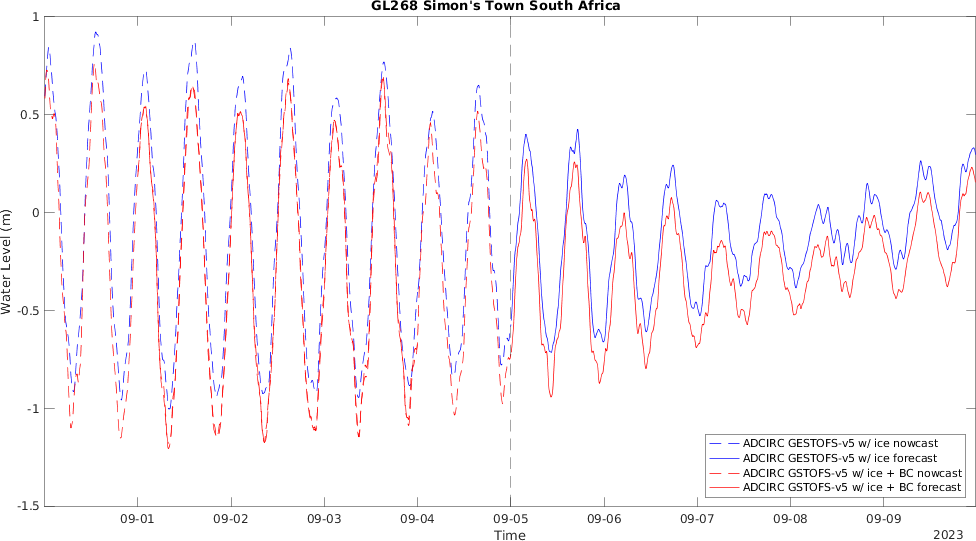 GL268 Simon's Town South Africa
1
0.5
0
-0.5
-1
-1.5
Water Level (m)
09-01 09-02 09-03 09-04 09-05 09-06 09-07 09-08 09-09
Time
2023
ADCIRC GESTOFS-v5 w/ ice nowcast
ADCIRC GESTOFS-v5 w/ ice forecast
ADCIRC GSTOFS-v5 w/ ice + BC nowcast
ADCIRC GSTOFS-v5 w/ ice + BC forecast